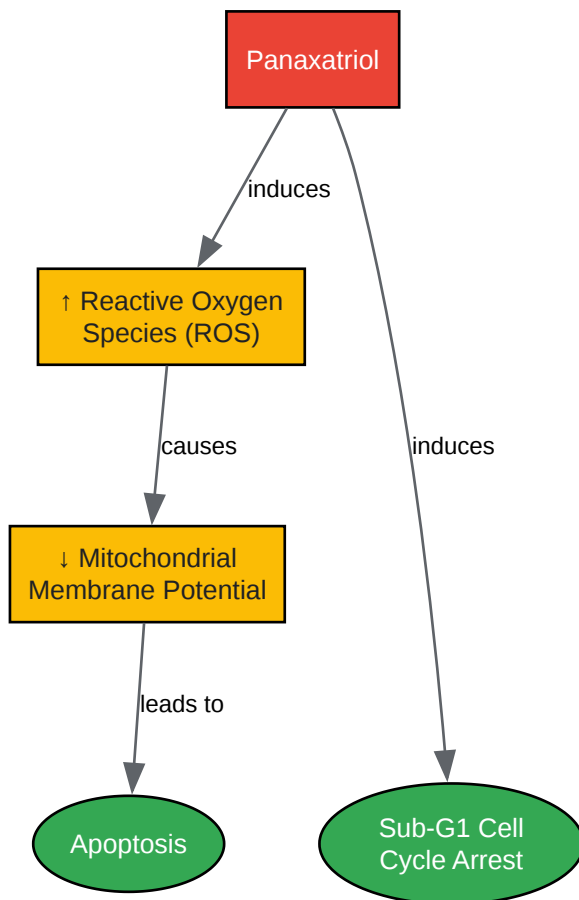 Panaxatriol
induces
↑ Reactive Oxygen
Species (ROS)
causes
induces
↓ Mitochondrial
Membrane Potential
leads to
Apoptosis
Sub-G1 Cell
Cycle Arrest